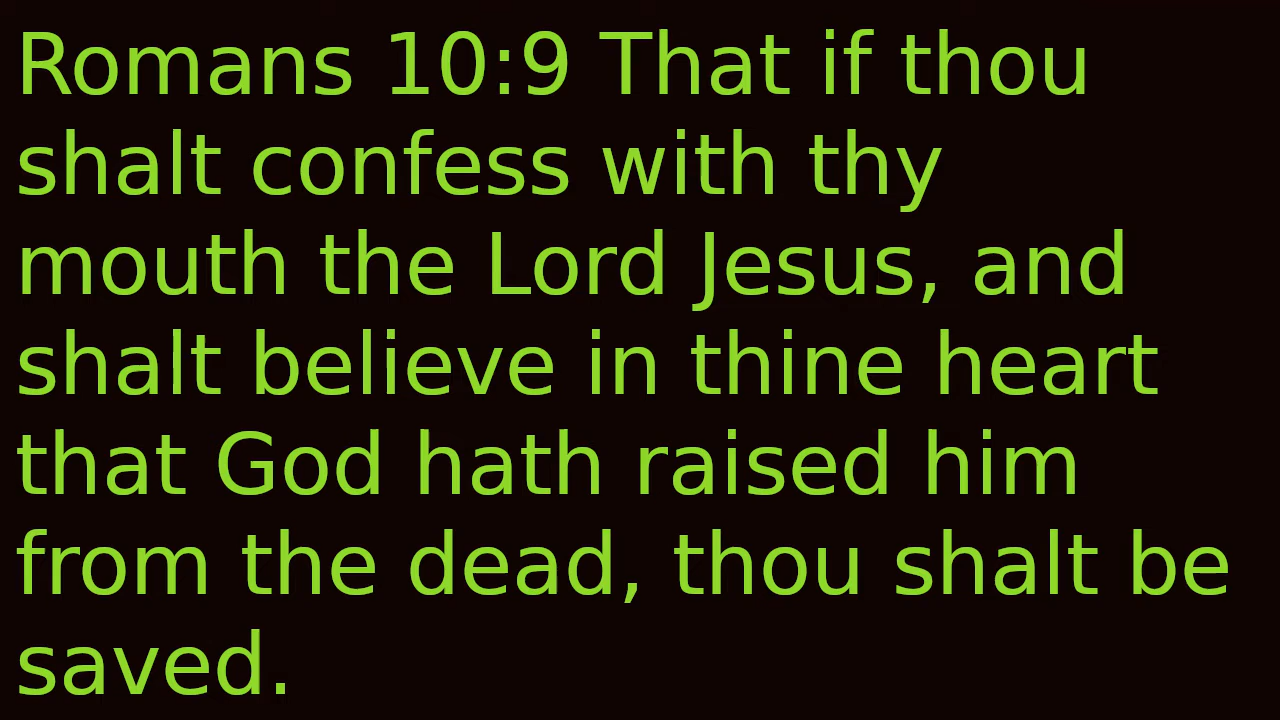 Romans 10:9 That if thou
shalt confess with thy
mouth the Lord Jesus, and
shalt believe in thine heart
that God hath raised him
from the dead, thou shalt be
saved.